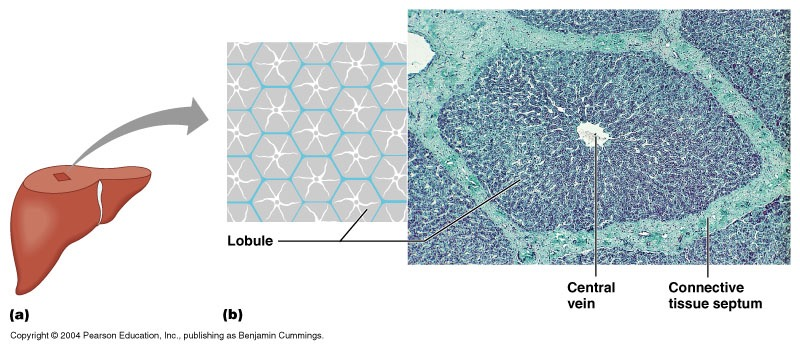 Lobule
Central
vein
Connective
tissue septum
(a)
(b)
Copyright © 2004 Pearson Education, Inc., publishing as Benjamin Cummings.